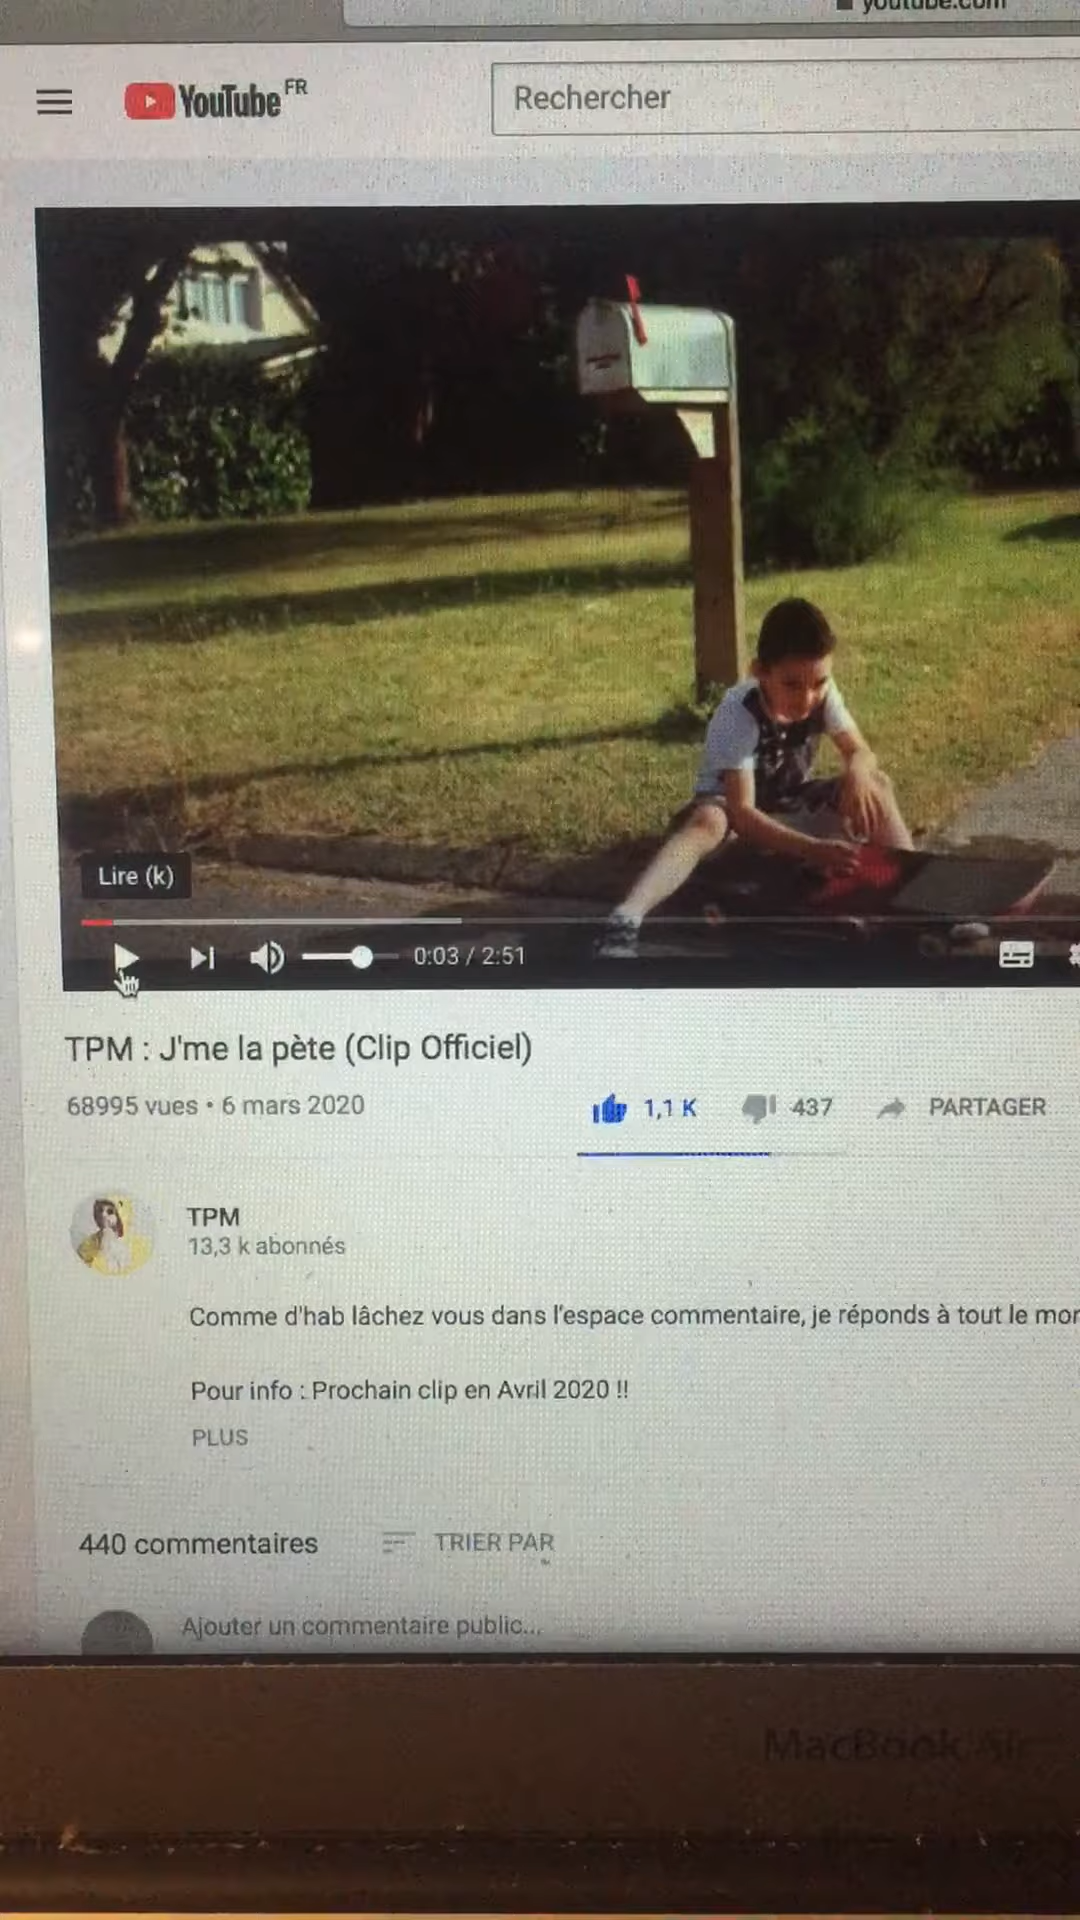 youtube.com
YouTube FR
Rechercher
Lire (k)
0:03 / 2:51
TPM : J'me la pète (Clip Officiel)
68995 vues • 6 mars 2020
1,1 K
437
PARTAGER
TPM
13,3 k abonnés
Comme d'hab lâchez vous dans l'espace commentaire, je réponds à tout le
Pour info : Prochain clip en Avril 2020 !!
PLUS
440 commentaires
TRIER PAR
Ajouter un commentaire public...
MacBook Air